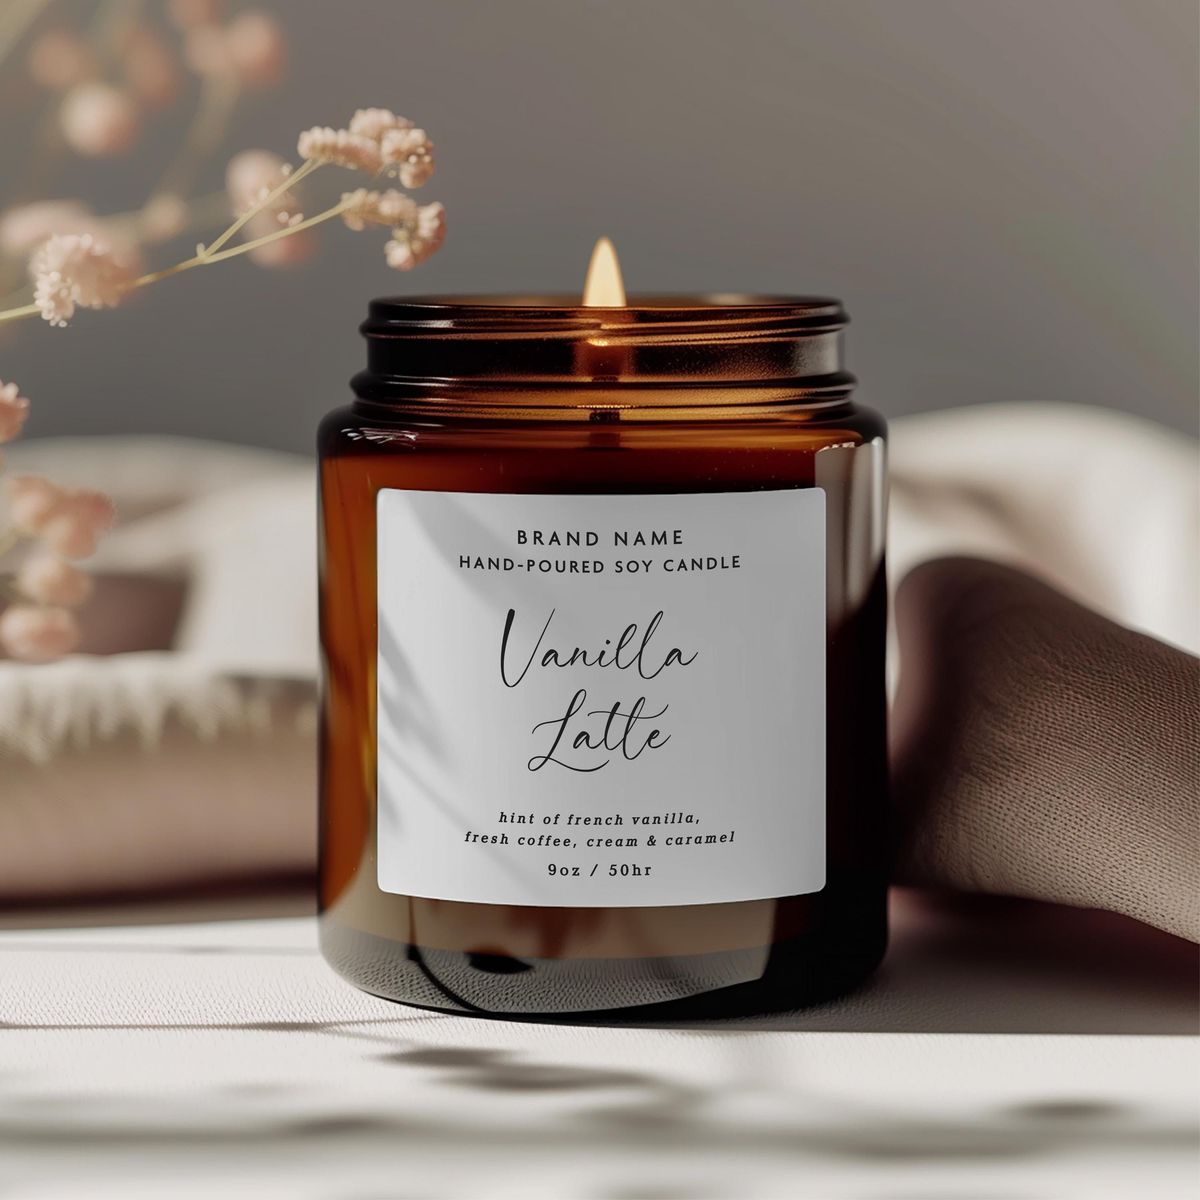 BRAND NAME
HAND-POURED SOY CANDLE
Vanilla
Latte
hint of french vanilla,
fresh coffee, cream & caramel
9oz / 50hr